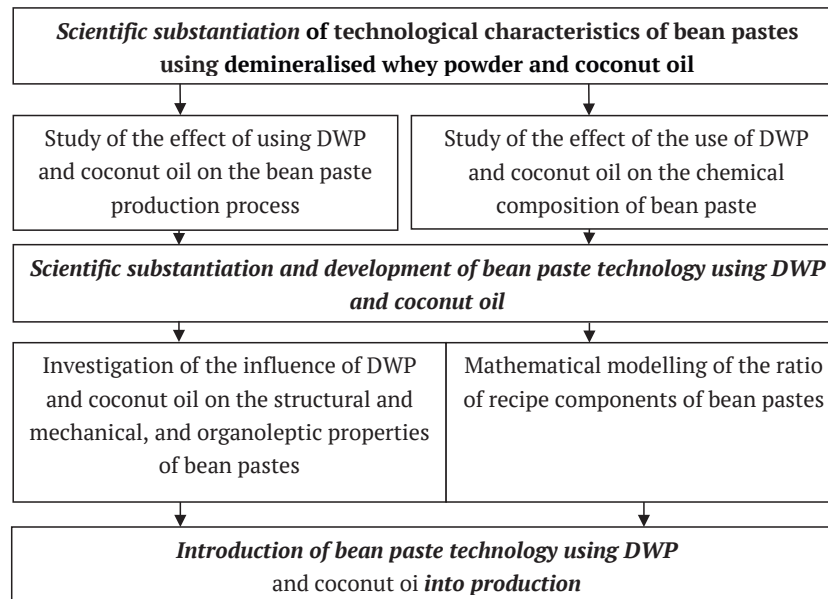 Scientific substantiation of technological characteristics of bean pastes
using demineralised whey powder and coconut oil
Study of the effect of using DWP
and coconut oil on the bean paste
production process
Study of the effect of the use of DWP
and coconut oil on the chemical
composition of bean paste
Scientific substantiation and development of bean paste technology using DWP
and coconut oil
Investigation of the influence of DWP
and coconut oil on the structural and
mechanical, and organoleptic properties
of bean pastes
Mathematical modelling of the ratio
of recipe components of bean pastes
Introduction of bean paste technology using DWP
and coconut oi into production